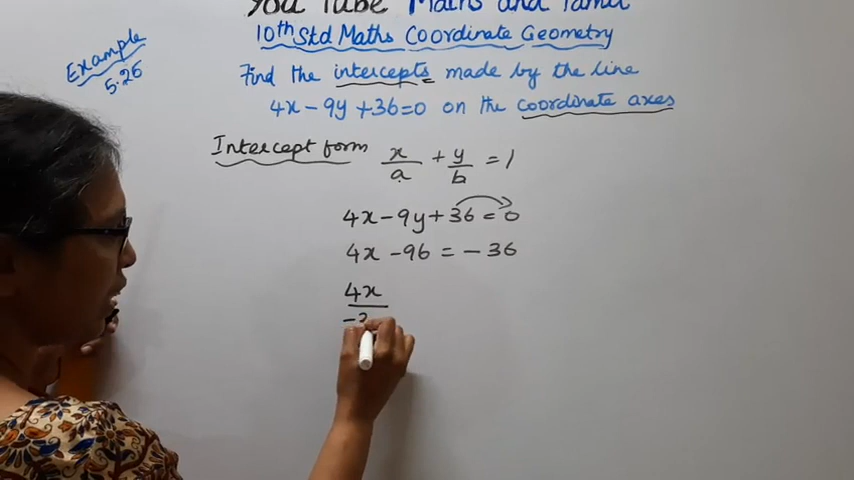 You Tube Maths and Tamil
10th Std Maths Coordinate Geometry
Example
5.26
Find the intercepts made by the line
4x - 9y + 36 = 0 on the coordinate axes
Intercept form x/a + y/b = 1
4x - 9y + 36 = 0
4x - 96 = - 36
4x
-3